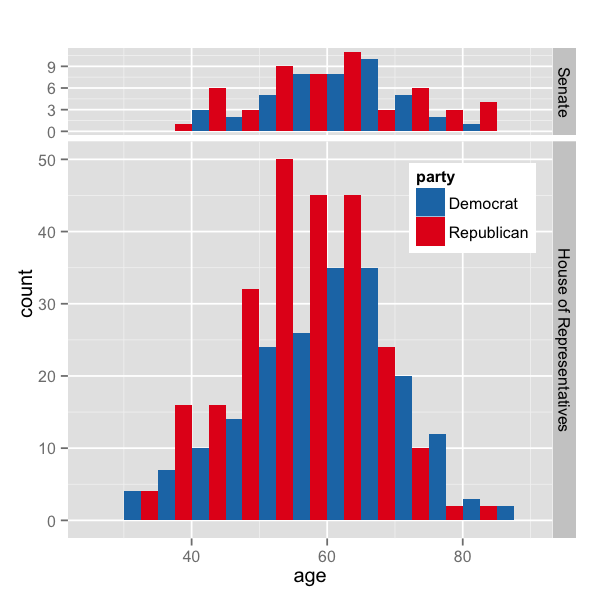 9
6
3
0
Senate
50
40
30
20
10
0
count
party
Democrat
Republican
House of Representatives
40 60 80
age